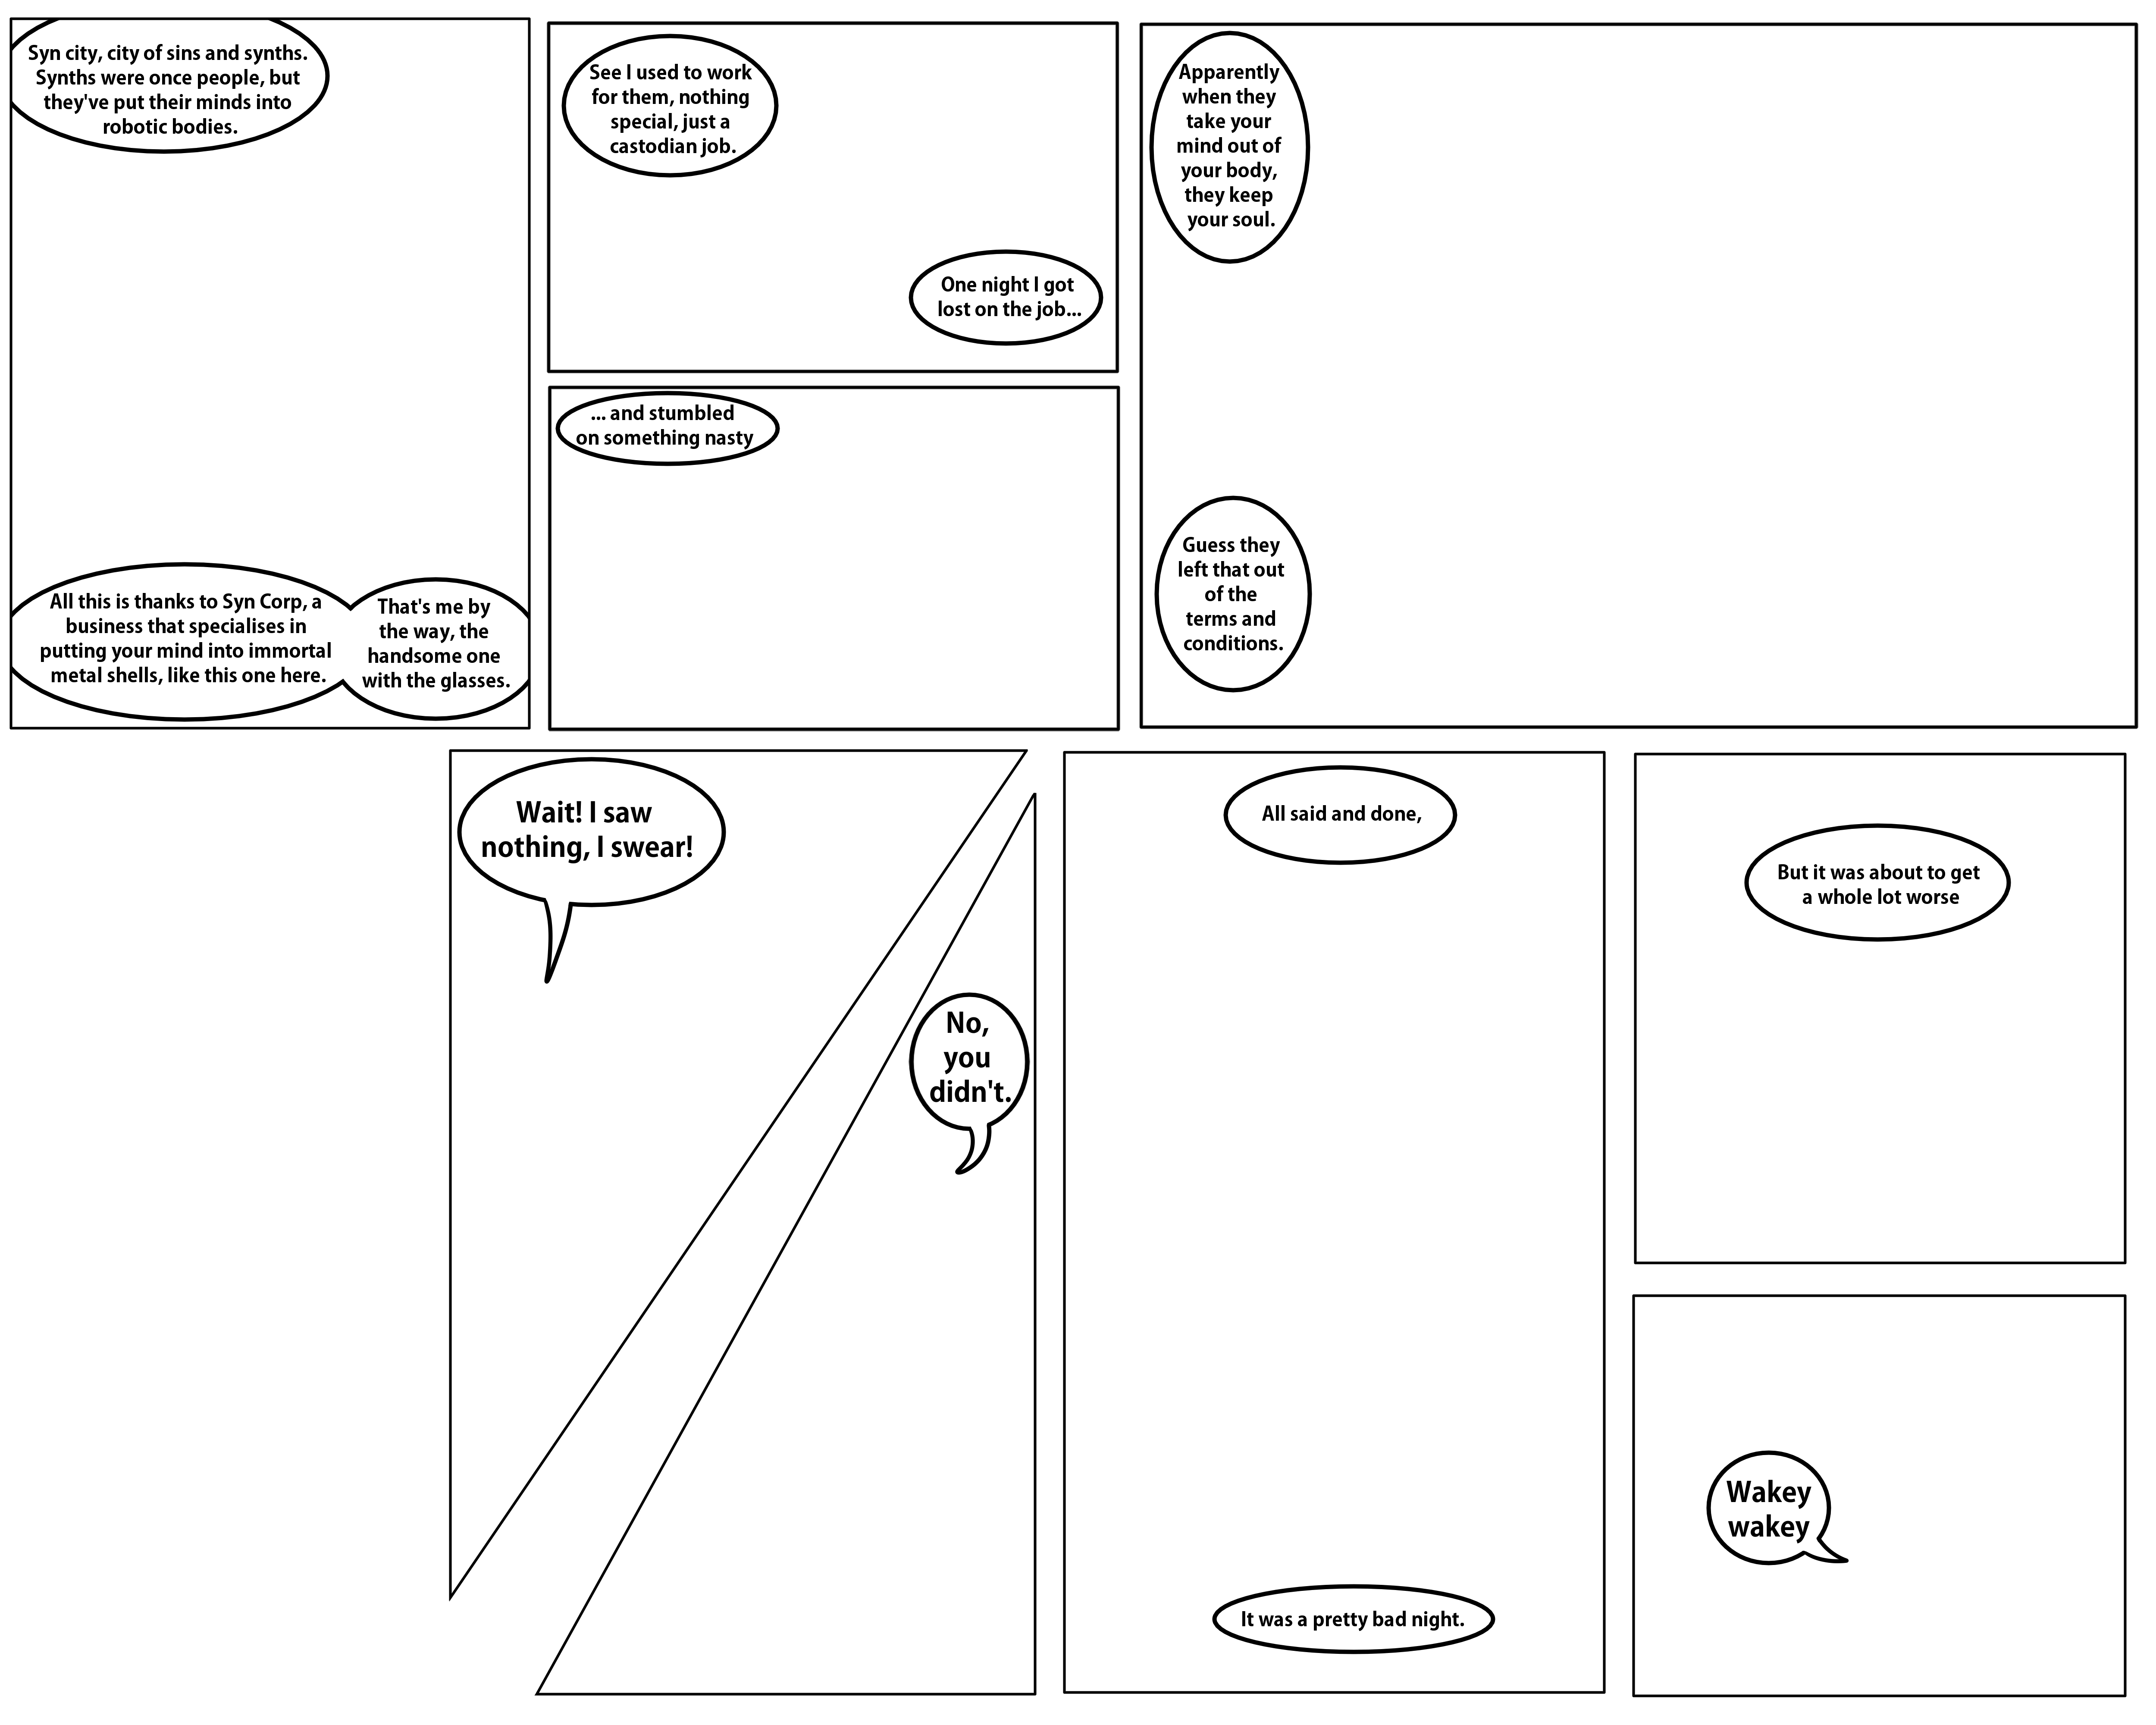 Syn city, city of sins and synths.
Synths were once people, but
they've put their minds into
robotic bodies.
All this is thanks to Syn Corp, a
business that specialises in
putting your mind into immortal
metal shells, like this one here.
That's me by
the way, the
handsome one
with the glasses.
See I used to work
for them, nothing
special, just a
castodian job.
One night I got
lost on the job...
... and stumbled
on something nasty
Apparently
when they
take your
mind out of
your body,
they keep
your soul.
Guess they
left that out
of the
terms and
conditions.
Wait! I saw
nothing, I swear!
No,
you
didn't.
All said and done,
It was a pretty bad night.
But it was about to get
a whole lot worse
Wakey
wakey